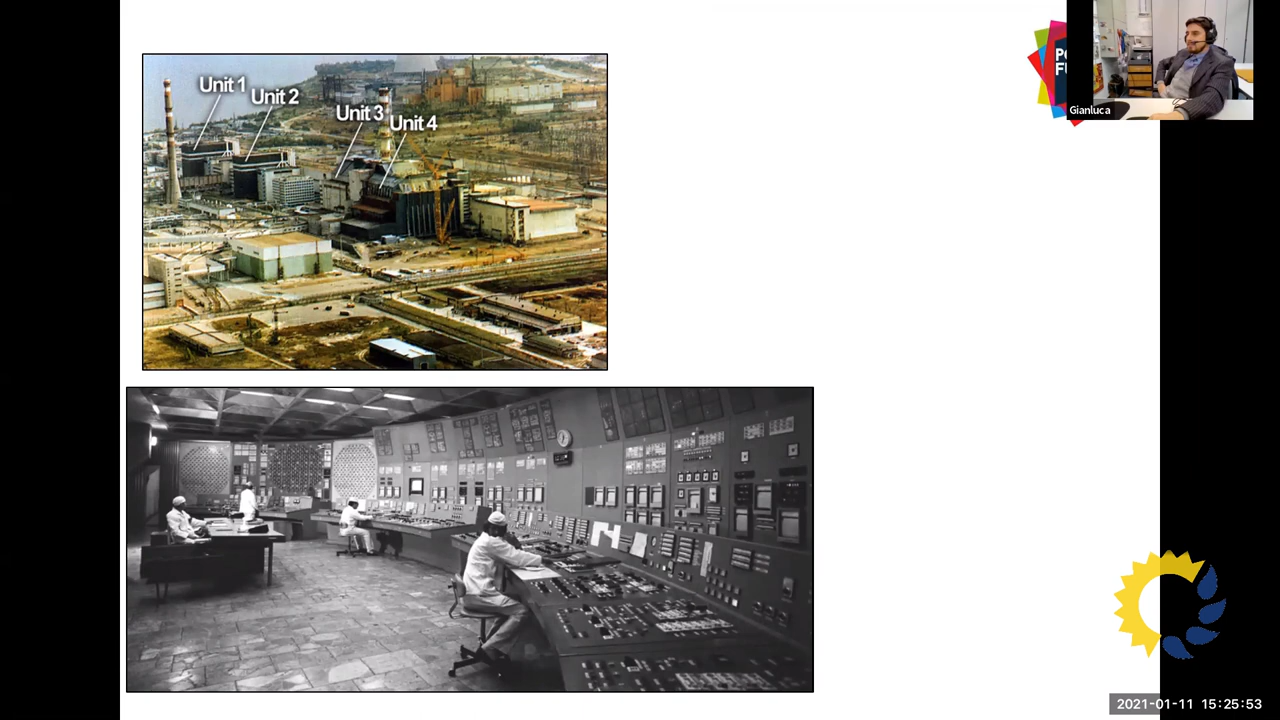 Unit 1
Unit 2
Unit 3
Unit 4
Gianluca
2021-01-11 15:25:53